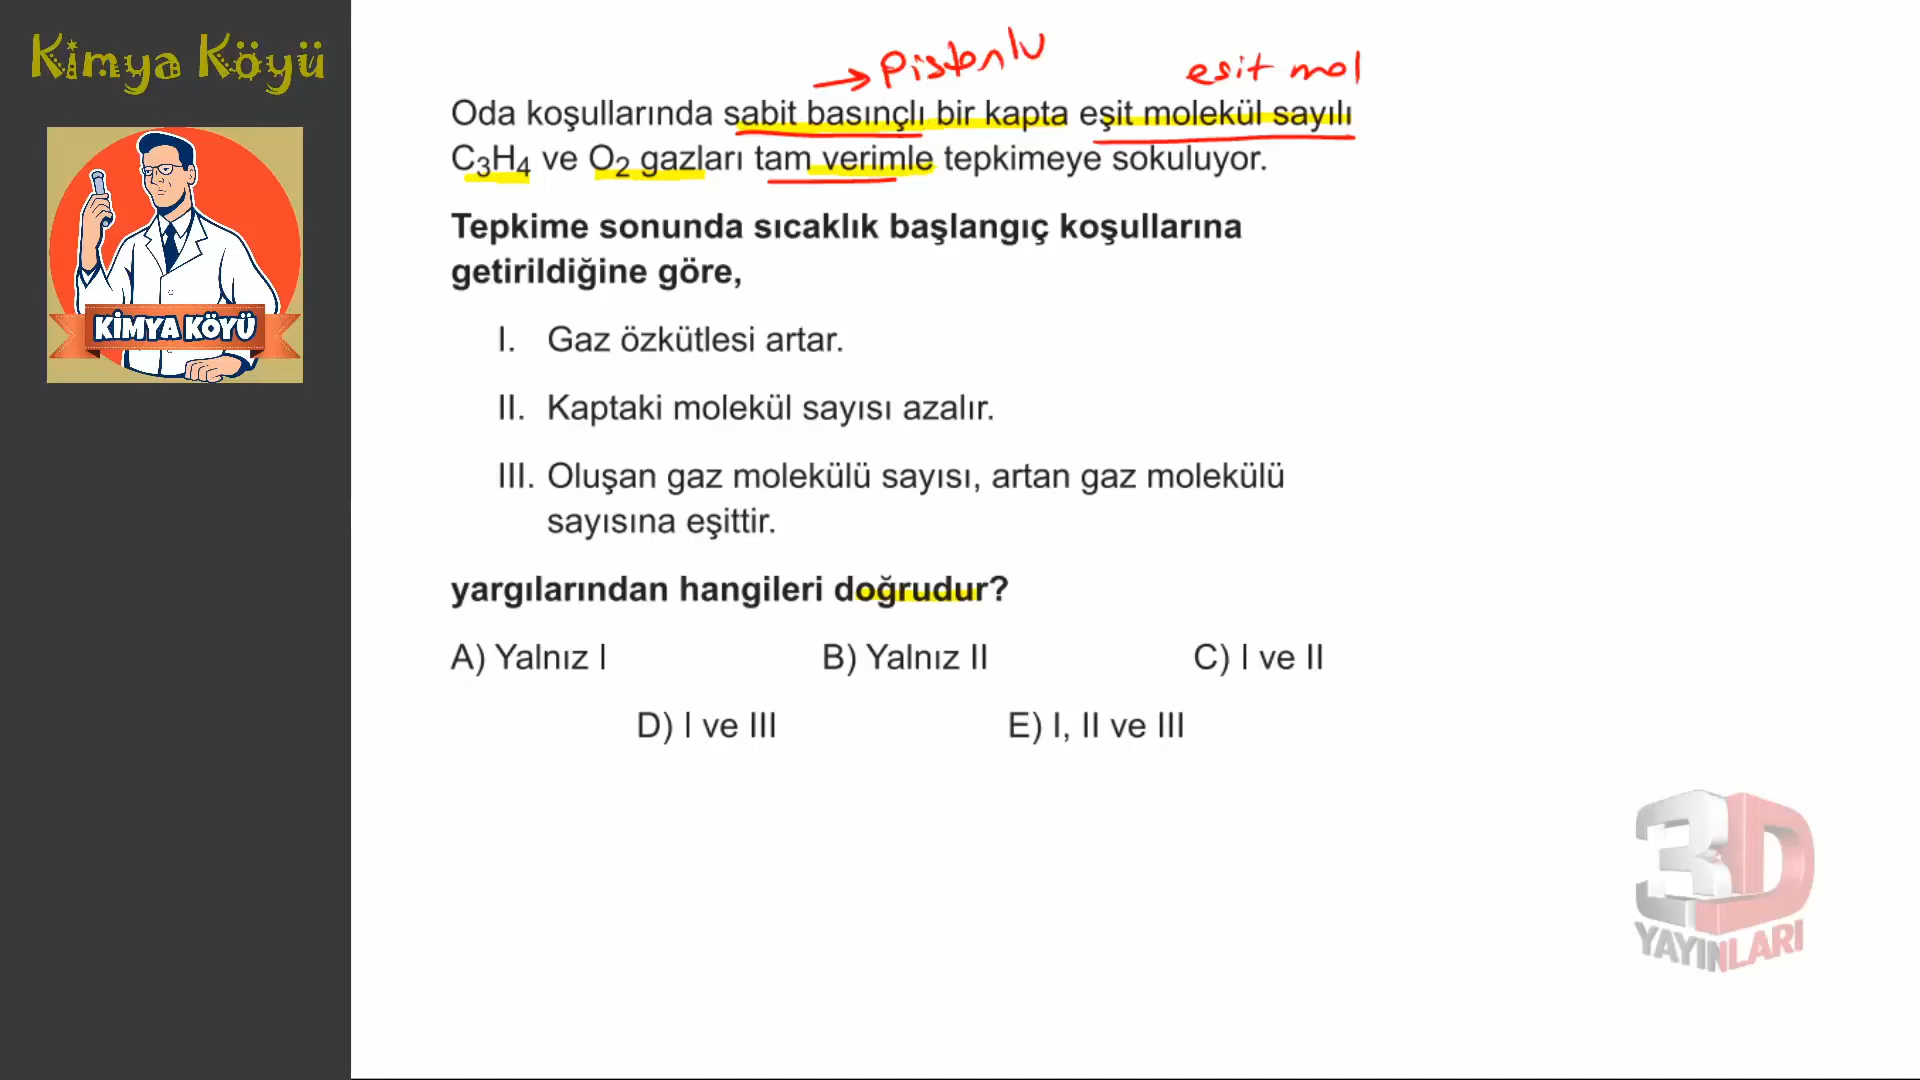 Kimya Köyü
KİMYA KÖYÜ
→ Pistonlu
esit mol
Oda koşullarında sabit basınçlı bir kapta eşit molekül sayılı
C₃H₄ ve O₂ gazları tam verimle tepkimeye sokuluyor.
Tepkime sonunda sıcaklık başlangıç koşullarına
getirildiğine göre,
I. Gaz özkütlesi artar.
II. Kaptaki molekül sayısı azalır.
III. Oluşan gaz molekülü sayısı, artan gaz molekülü
sayısına eşittir.
yargılarından hangileri doğrudur?
A) Yalnız I B) Yalnız II C) I ve II
D) I ve III E) I, II ve III
3D
YAYINLARI